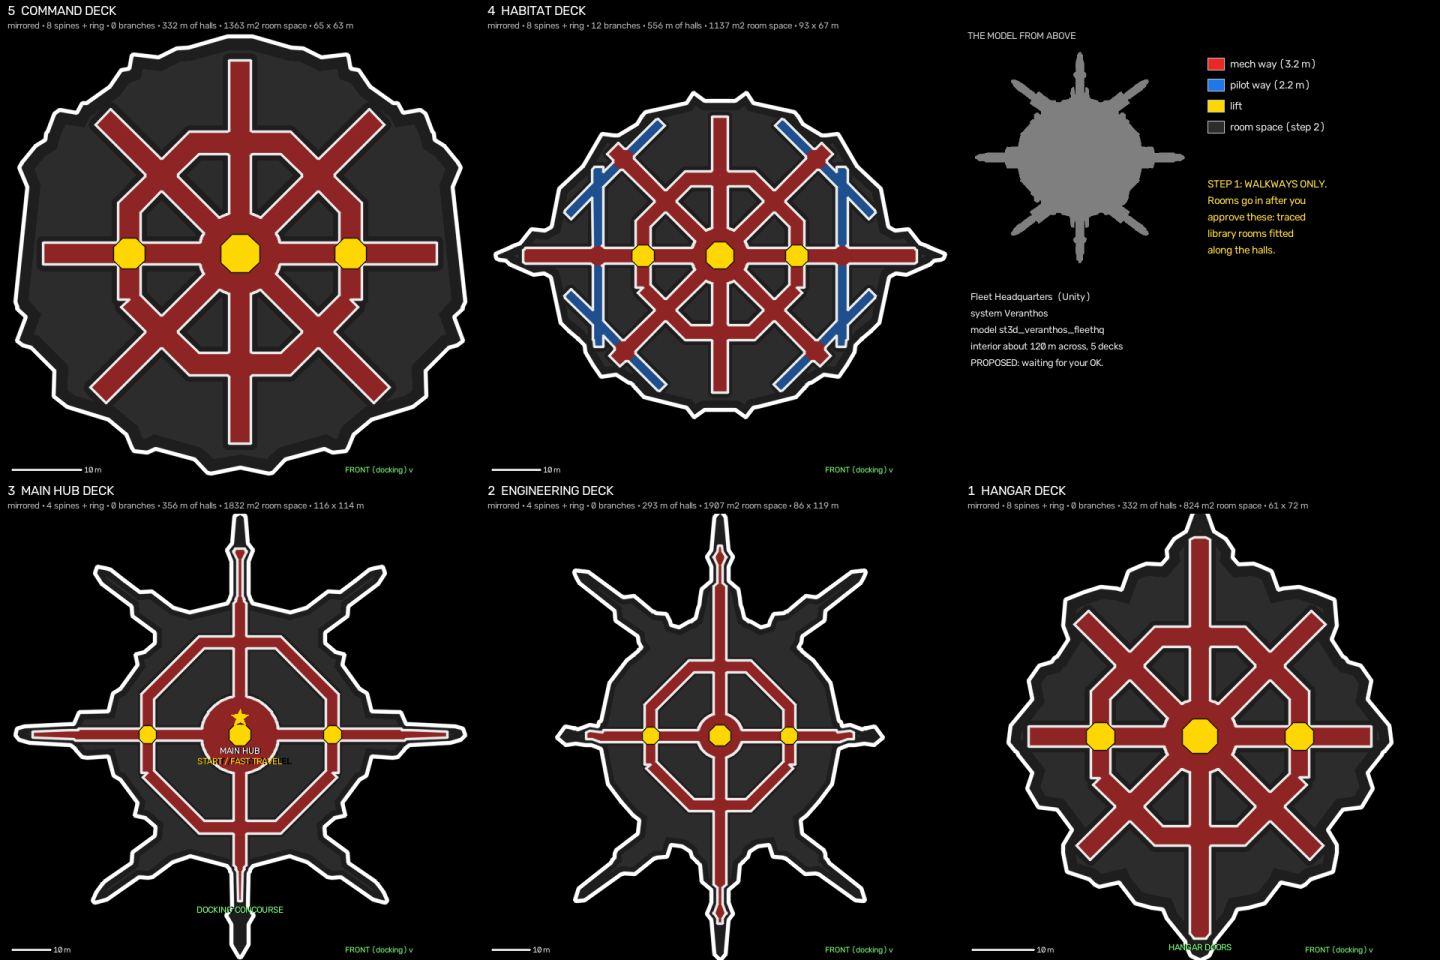 5 COMMAND DECK
mirrored • 8 spines + ring • 0 branches • 332 m of halls • 1363 m2 room space • 65 x 63 m
10 m
FRONT (docking) v
4 HABITAT DECK
mirrored • 8 spines + ring • 12 branches • 556 m of halls • 1137 m2 room space • 93 x 67 m
10 m
FRONT (docking) v
THE MODEL FROM ABOVE
mech way (3.2 m)
pilot way (2.2 m)
lift
room space (step 2)
STEP 1: WALKWAYS ONLY.
Rooms go in after you
approve these: traced
library rooms fitted
along the halls.
Fleet Headquarters (Unity)
system Veranthos
model st3d_veranthos_fleethq
interior about 120 m across, 5 decks
PROPOSED: waiting for your OK.
3 MAIN HUB DECK
mirrored • 4 spines + ring • 0 branches • 356 m of halls • 1832 m2 room space • 116 x 114 m
MAIN HUB
START / FAST TRAVEL
DOCKING CONCOURSE
10 m
FRONT (docking) v
2 ENGINEERING DECK
mirrored • 4 spines + ring • 0 branches • 293 m of halls • 1907 m2 room space • 86 x 119 m
10 m
FRONT (docking) v
1 HANGAR DECK
mirrored • 8 spines + ring • 0 branches • 332 m of halls • 824 m2 room space • 61 x 72 m
HANGAR DOORS
10 m
FRONT (docking) v